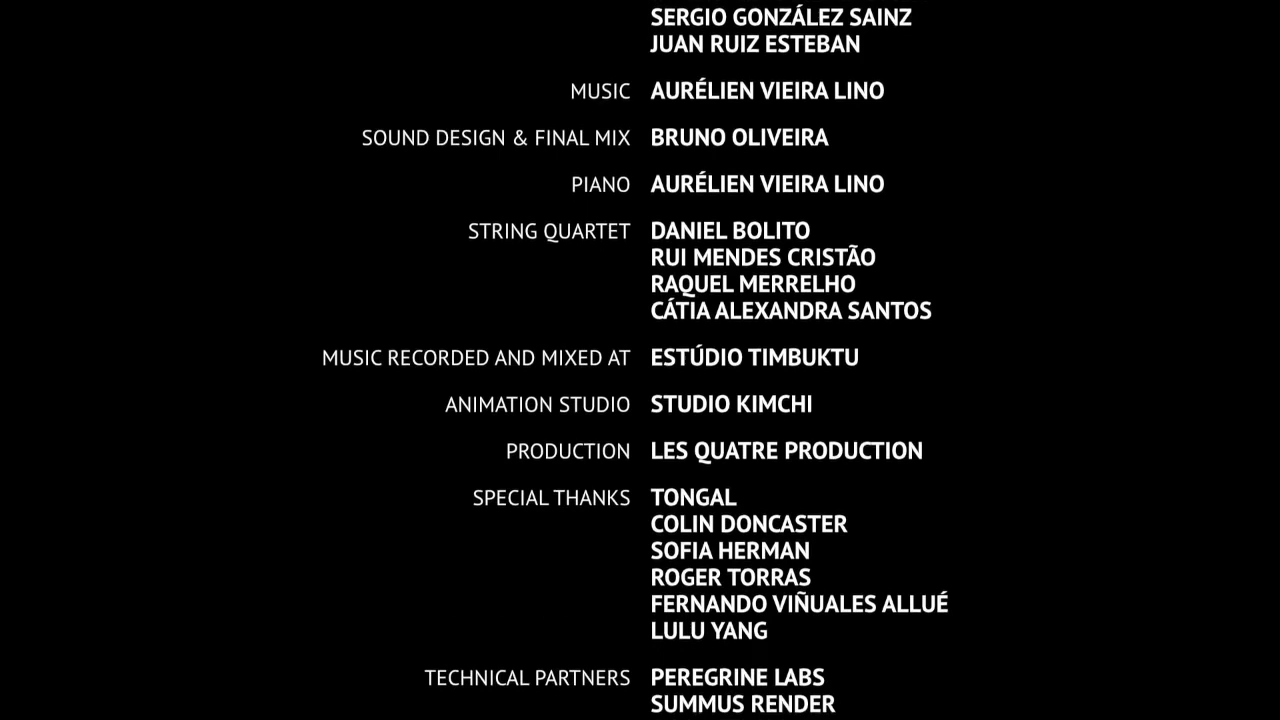 SERGIO GONZÁLEZ SAINZ
JUAN RUIZ ESTEBAN
MUSIC AURÉLIEN VIEIRA LINO
SOUND DESIGN & FINAL MIX BRUNO OLIVEIRA
PIANO AURÉLIEN VIEIRA LINO
STRING QUARTET DANIEL BOLITO
RUI MENDES CRISTÃO
RAQUEL MERRELHO
CÁTIA ALEXANDRA SANTOS
MUSIC RECORDED AND MIXED AT ESTÚDIO TIMBUKTU
ANIMATION STUDIO STUDIO KIMCHI
PRODUCTION LES QUATRE PRODUCTION
SPECIAL THANKS TONGAL
COLIN DONCASTER
SOFIA HERMAN
ROGER TORRAS
FERNANDO VIÑUALES ALLUÉ
LULU YANG
TECHNICAL PARTNERS PEREGRINE LABS
SUMMUS RENDER